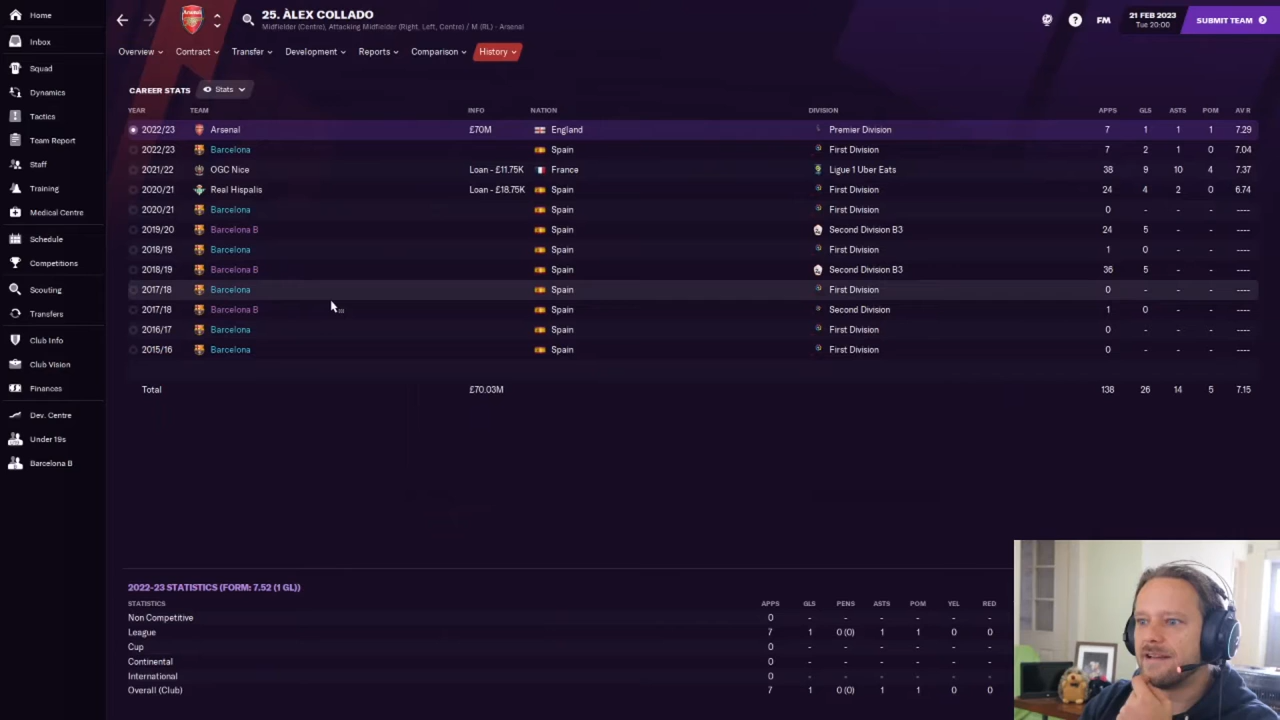 Home
Inbox
Squad
Dynamics
Tactics
Team Report
Staff
Training
Medical Centre
Schedule
Competitions
Scouting
Transfers
Club Info
Club Vision
Finances
Dev. Centre
Under 19s
Barcelona B
25. ÀLEX COLLADO
Midfielder (Centre), Attacking Midfielder (Right, Left, Centre) / M (RL) - Arsenal
FM
21 FEB 2023
Tue 20:00
SUBMIT TEAM
Overview Contract Transfer Development Reports Comparison History
CAREER STATS Stats
YEAR TEAM INFO NATION DIVISION APPS GLS ASTS POM AV R
2022/23 Arsenal £70M England Premier Division 7 1 1 1 7.29
2022/23 Barcelona Spain First Division 7 2 1 0 7.04
2021/22 OGC Nice Loan - £11.75K France Ligue 1 Uber Eats 38 9 10 4 7.37
2020/21 Real Hispalis Loan - £18.75K Spain First Division 24 4 2 0 6.74
2020/21 Barcelona Spain First Division 0 - - - ----
2019/20 Barcelona B Spain Second Division B3 24 5 - - ----
2018/19 Barcelona Spain First Division 1 0 - - ----
2018/19 Barcelona B Spain Second Division B3 36 5 - - ----
2017/18 Barcelona Spain First Division 0 - - - ----
2017/18 Barcelona B Spain Second Division 1 0 - - ----
2016/17 Barcelona Spain First Division 0 - - - ----
2015/16 Barcelona Spain First Division 0 - - - ----
Total £70.03M 138 26 14 5 7.15
2022-23 STATISTICS (FORM: 7.52 (1 GL))
STATISTICS APPS GLS PENS ASTS POM YEL RED
Non Competitive 0 - - - - - -
League 7 1 0 (0) 1 1 0 0
Cup 0 - - - - - -
Continental 0 - - - - - -
International 0 - - - - - -
Overall (Club) 7 1 0 (0) 1 1 0 0